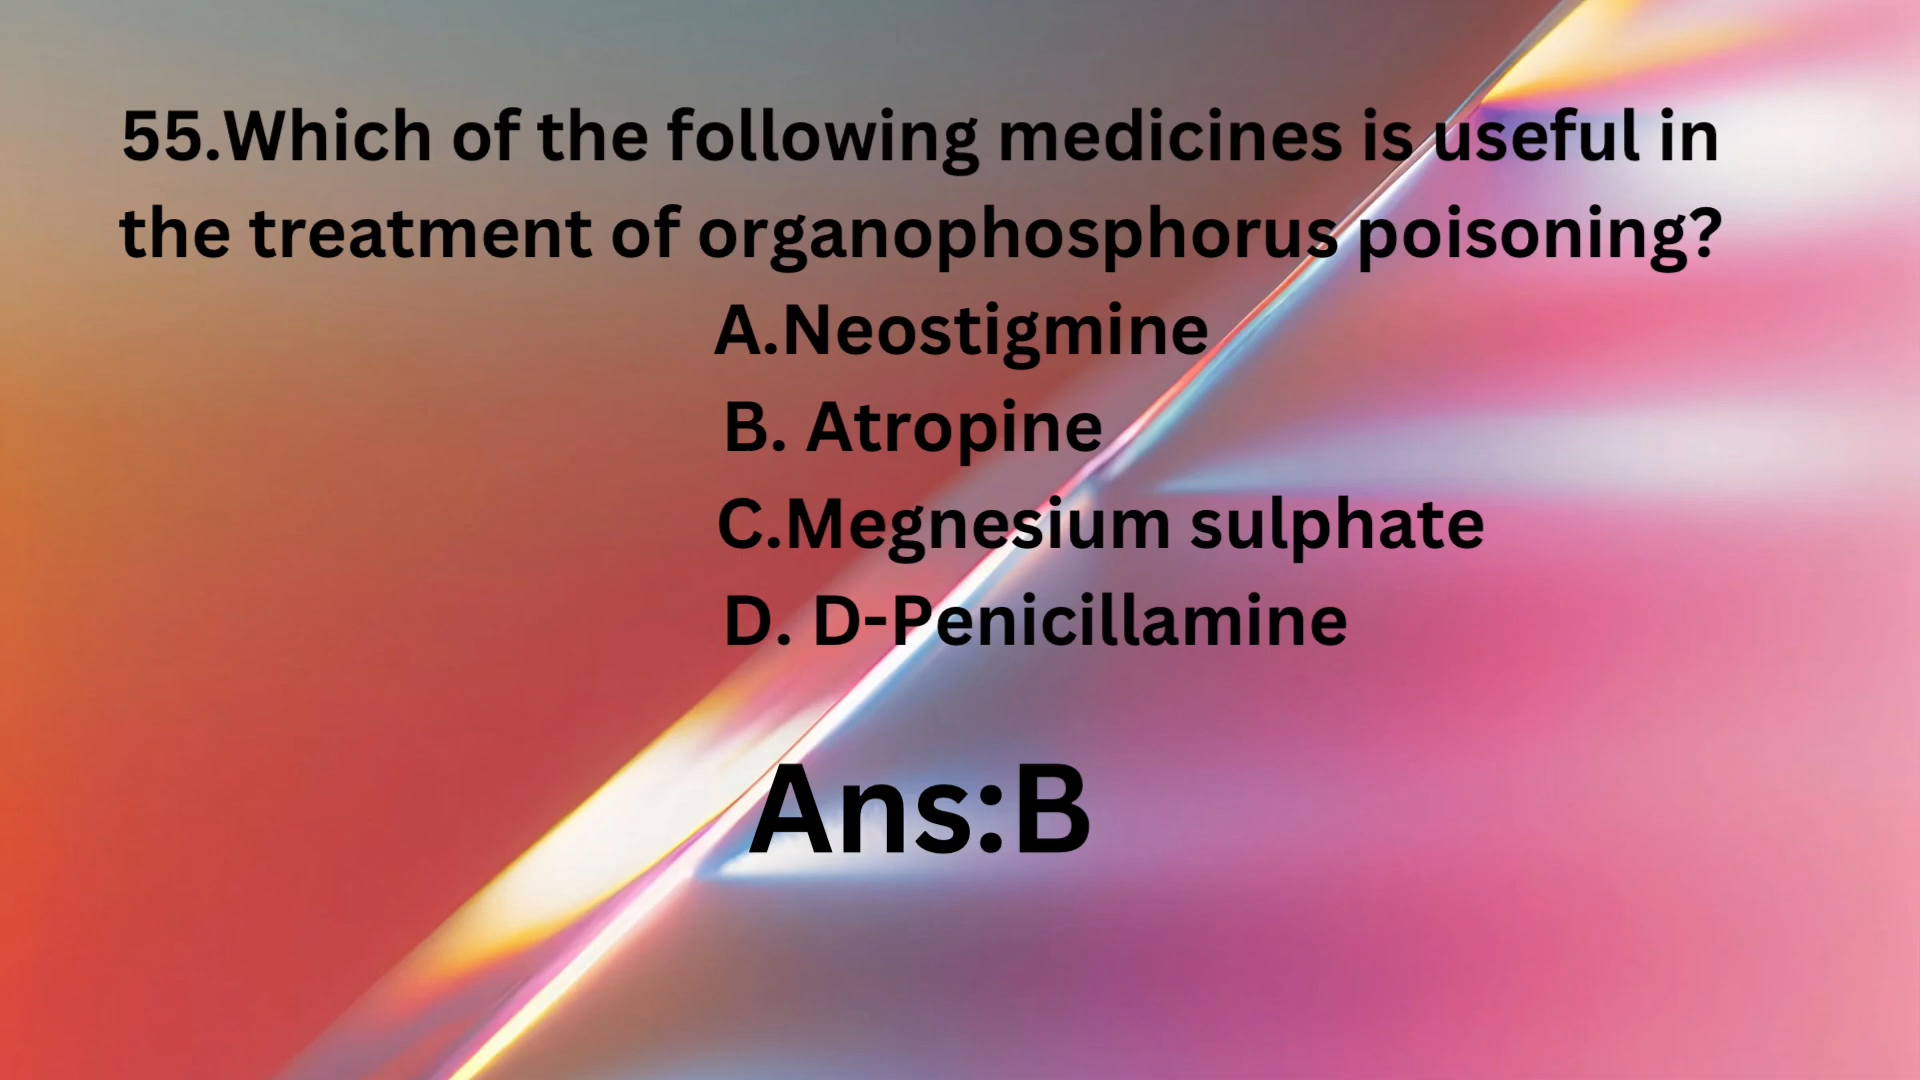 55.Which of the following medicines is useful in
the treatment of organophosphorus poisoning?
A.Neostigmine
B. Atropine
C.Megnesium sulphate
D. D-Penicillamine
Ans:B